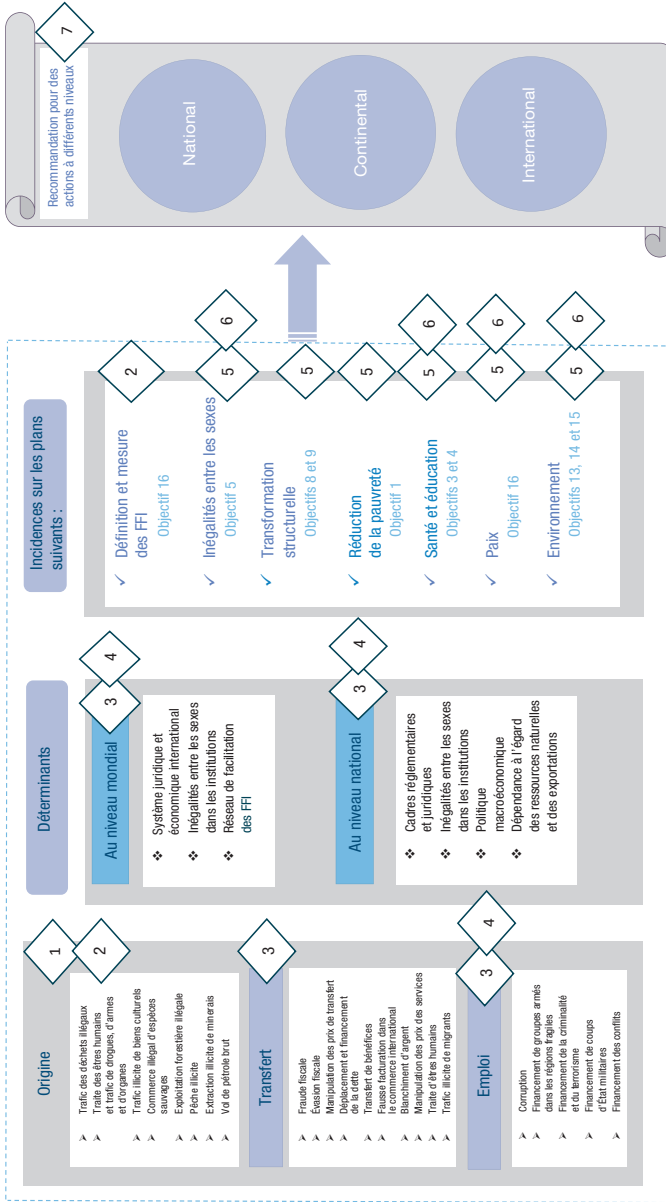 Origine
1
2
Trafic des déchets illégaux
Traite des êtres humains
et trafic de drogues, d'armes
et d'organes
Trafic illicite de biens culturels
Commerce illégal d'espèces
sauvages
Exploitation forestière illégale
Pêche illicite
Extraction illicite de minerais
Vol de pétrole brut
Transfert
3
Fraude fiscale
Évasion fiscale
Manipulation des prix de transfert
Déplacement et financement
de la dette
Transfert de bénéfices
Fausse facturation dans
le commerce international
Blanchiment d'argent
Manipulation des prix des services
Traite d'êtres humains
Trafic illicite de migrants
Emploi
3
4
Corruption
Financement de groupes armés
dans les régions fragiles
Financement de la criminalité
et du terrorisme
Financement de coups
d'État militaires
Financement des conflits
Déterminants
Au niveau mondial
3
4
Système juridique et
économique international
Inégalités entre les sexes
dans les institutions
Réseau de facilitation
des FFI
Au niveau national
3
4
Cadres réglementaires
et juridiques
Inégalités entre les sexes
dans les institutions
Politique
macroéconomique
Dépendance à l'égard
des ressources naturelles
et des exportations
Incidences sur les plans
suivants :
Définition et mesure
des FFI
Objectif 16
2
Inégalités entre les sexes
Objectif 5
5
6
Transformation
structurelle
Objectifs 8 et 9
5
Réduction
de la pauvreté
Objectif 1
5
Santé et éducation
Objectifs 3 et 4
5
6
Paix
Objectif 16
5
6
Environnement
Objectifs 13, 14 et 15
5
6
Recommandation pour des
actions à différents niveaux
7
National
Continental
International